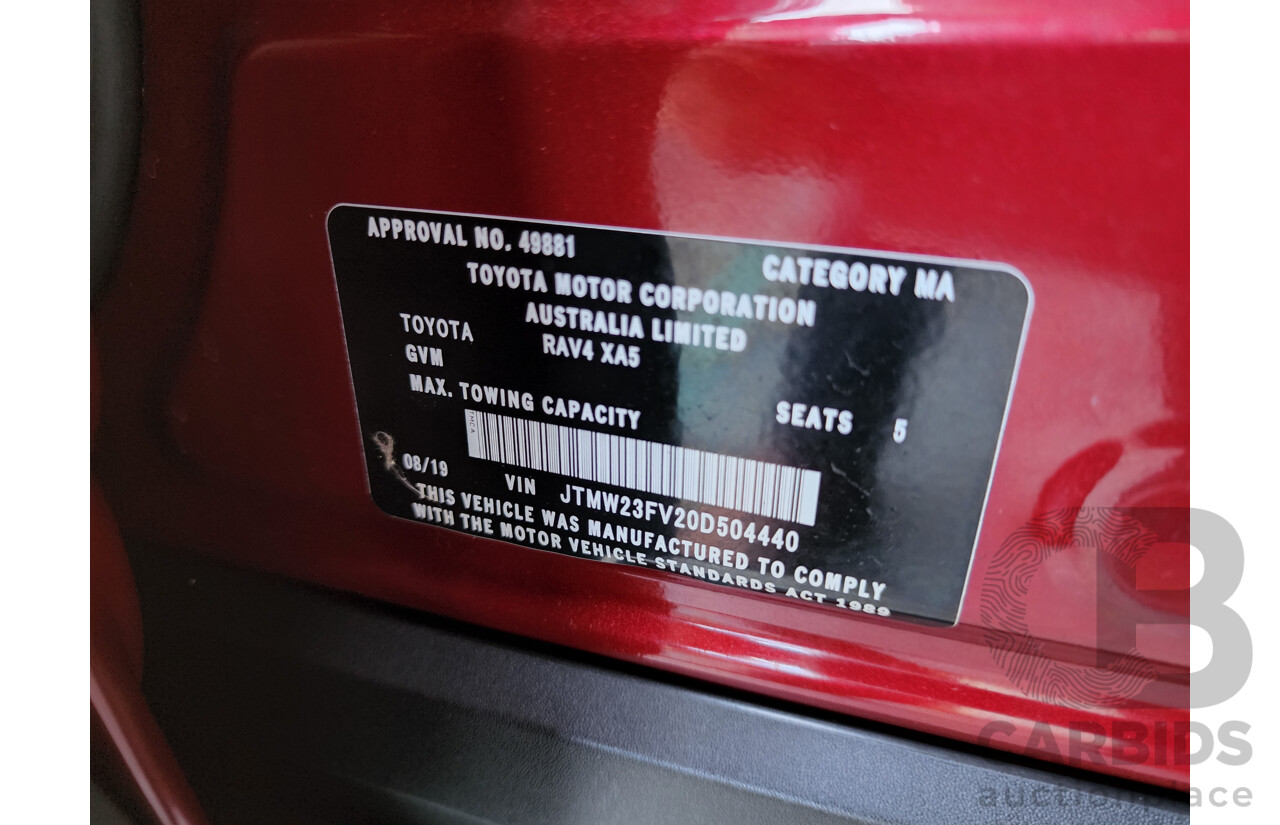 APPROVAL NO. 49881
CATEGORY MA
TOYOTA MOTOR CORPORATION
AUSTRALIA LIMITED
TOYOTA RAV4 XA5
GVM
MAX. TOWING CAPACITY
SEATS 5
TMCA
08/19
VIN JTMW23FV20D504440
THIS VEHICLE WAS MANUFACTURED TO COMPLY
WITH THE MOTOR VEHICLE STANDARDS ACT 1989
CB
CARBIDS
auctionplace